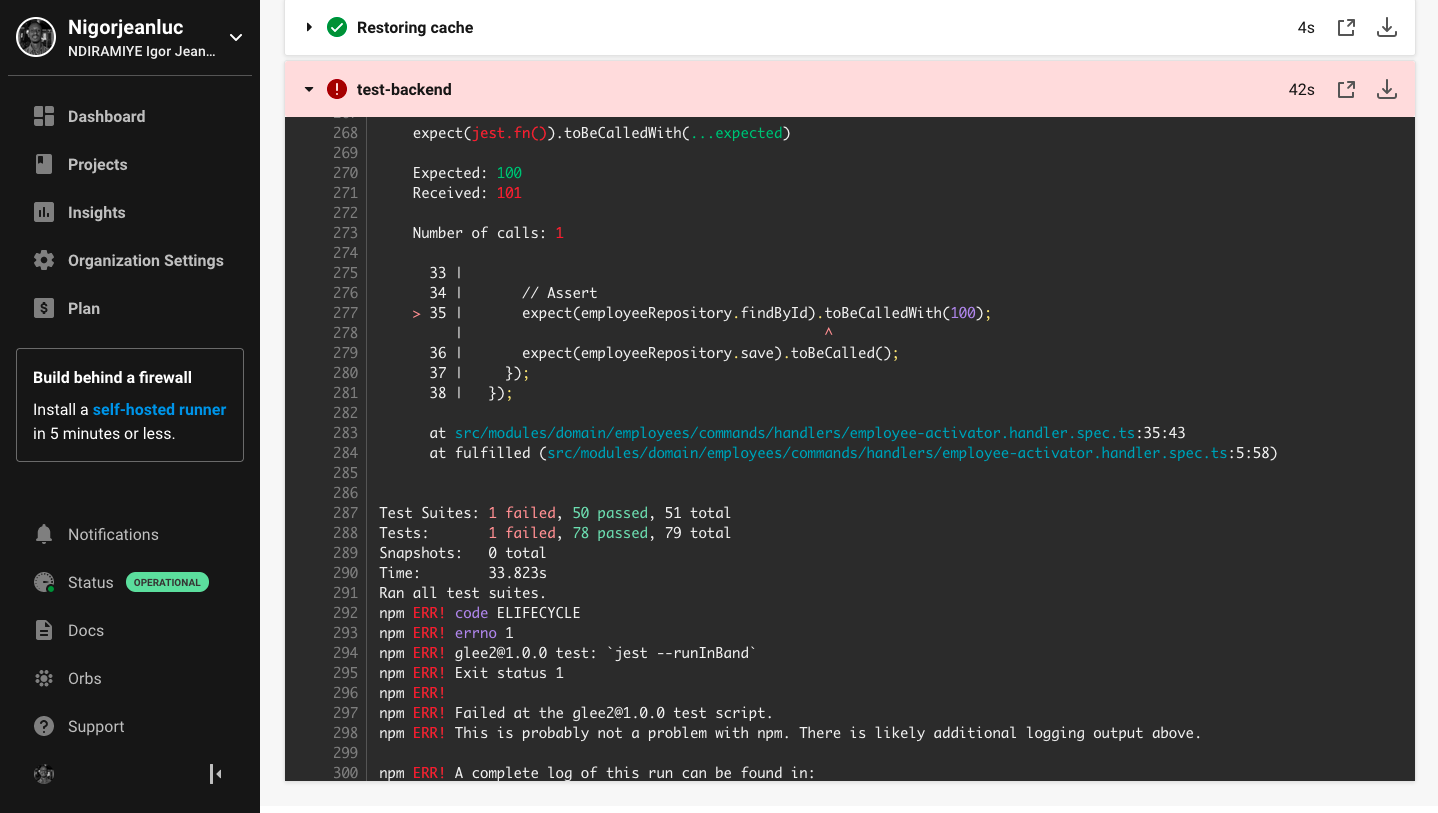 Nigorjeanluc
NDIRAMIYE Igor Jean...
Dashboard
Projects
Insights
Organization Settings
Plan
Build behind a firewall
Install a self-hosted runner
in 5 minutes or less.
Notifications
Status OPERATIONAL
Docs
Orbs
Support
Restoring cache 4s
test-backend 42s
268 expect(jest.fn()).toBeCalledWith(...expected)
269
270 Expected: 100
271 Received: 101
272
273 Number of calls: 1
274
275 33 |
276 34 | // Assert
277 > 35 | expect(employeeRepository.findById).toBeCalledWith(100);
278 | ^
279 36 | expect(employeeRepository.save).toBeCalled();
280 37 | });
281 38 | });
282
283 at src/modules/domain/employees/commands/handlers/employee-activator.handler.spec.ts:35:43
284 at fulfilled (src/modules/domain/employees/commands/handlers/employee-activator.handler.spec.ts:5:58)
285
286
287 Test Suites: 1 failed, 50 passed, 51 total
288 Tests: 1 failed, 78 passed, 79 total
289 Snapshots: 0 total
290 Time: 33.823s
291 Ran all test suites.
292 npm ERR! code ELIFECYCLE
293 npm ERR! errno 1
294 npm ERR! glee2@1.0.0 test: `jest --runInBand`
295 npm ERR! Exit status 1
296 npm ERR!
297 npm ERR! Failed at the glee2@1.0.0 test script.
298 npm ERR! This is probably not a problem with npm. There is likely additional logging output above.
299
300 npm ERR! A complete log of this run can be found in: